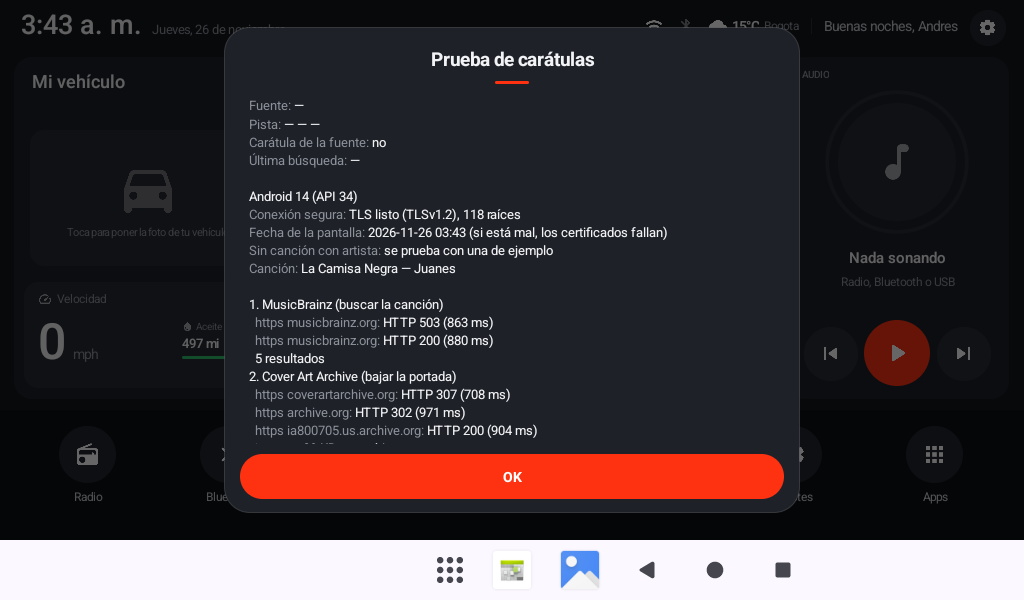 3:43 a. m.
Jueves, 26 de noviembre
15°C Bogota
Buenas noches, Andres
Mi vehículo
Toca para poner la foto de tu vehícul
Velocidad
0 mph
Aceite
497 mi
Prueba de carátulas
Fuente: —
Pista: — — —
Carátula de la fuente: no
Última búsqueda: —
Android 14 (API 34)
Conexión segura: TLS listo (TLSv1.2), 118 raíces
Fecha de la pantalla: 2026-11-26 03:43 (si está mal, los certificados fallan)
Sin canción con artista: se prueba con una de ejemplo
Canción: La Camisa Negra — Juanes
1. MusicBrainz (buscar la canción)
https musicbrainz.org: HTTP 503 (863 ms)
https musicbrainz.org: HTTP 200 (880 ms)
5 resultados
2. Cover Art Archive (bajar la portada)
https coverartarchive.org: HTTP 307 (708 ms)
https archive.org: HTTP 302 (971 ms)
https ia800705.us.archive.org: HTTP 200 (904 ms)
OK
AUDIO
Nada sonando
Radio, Bluetooth o USB
Radio
Blue
tes
Apps